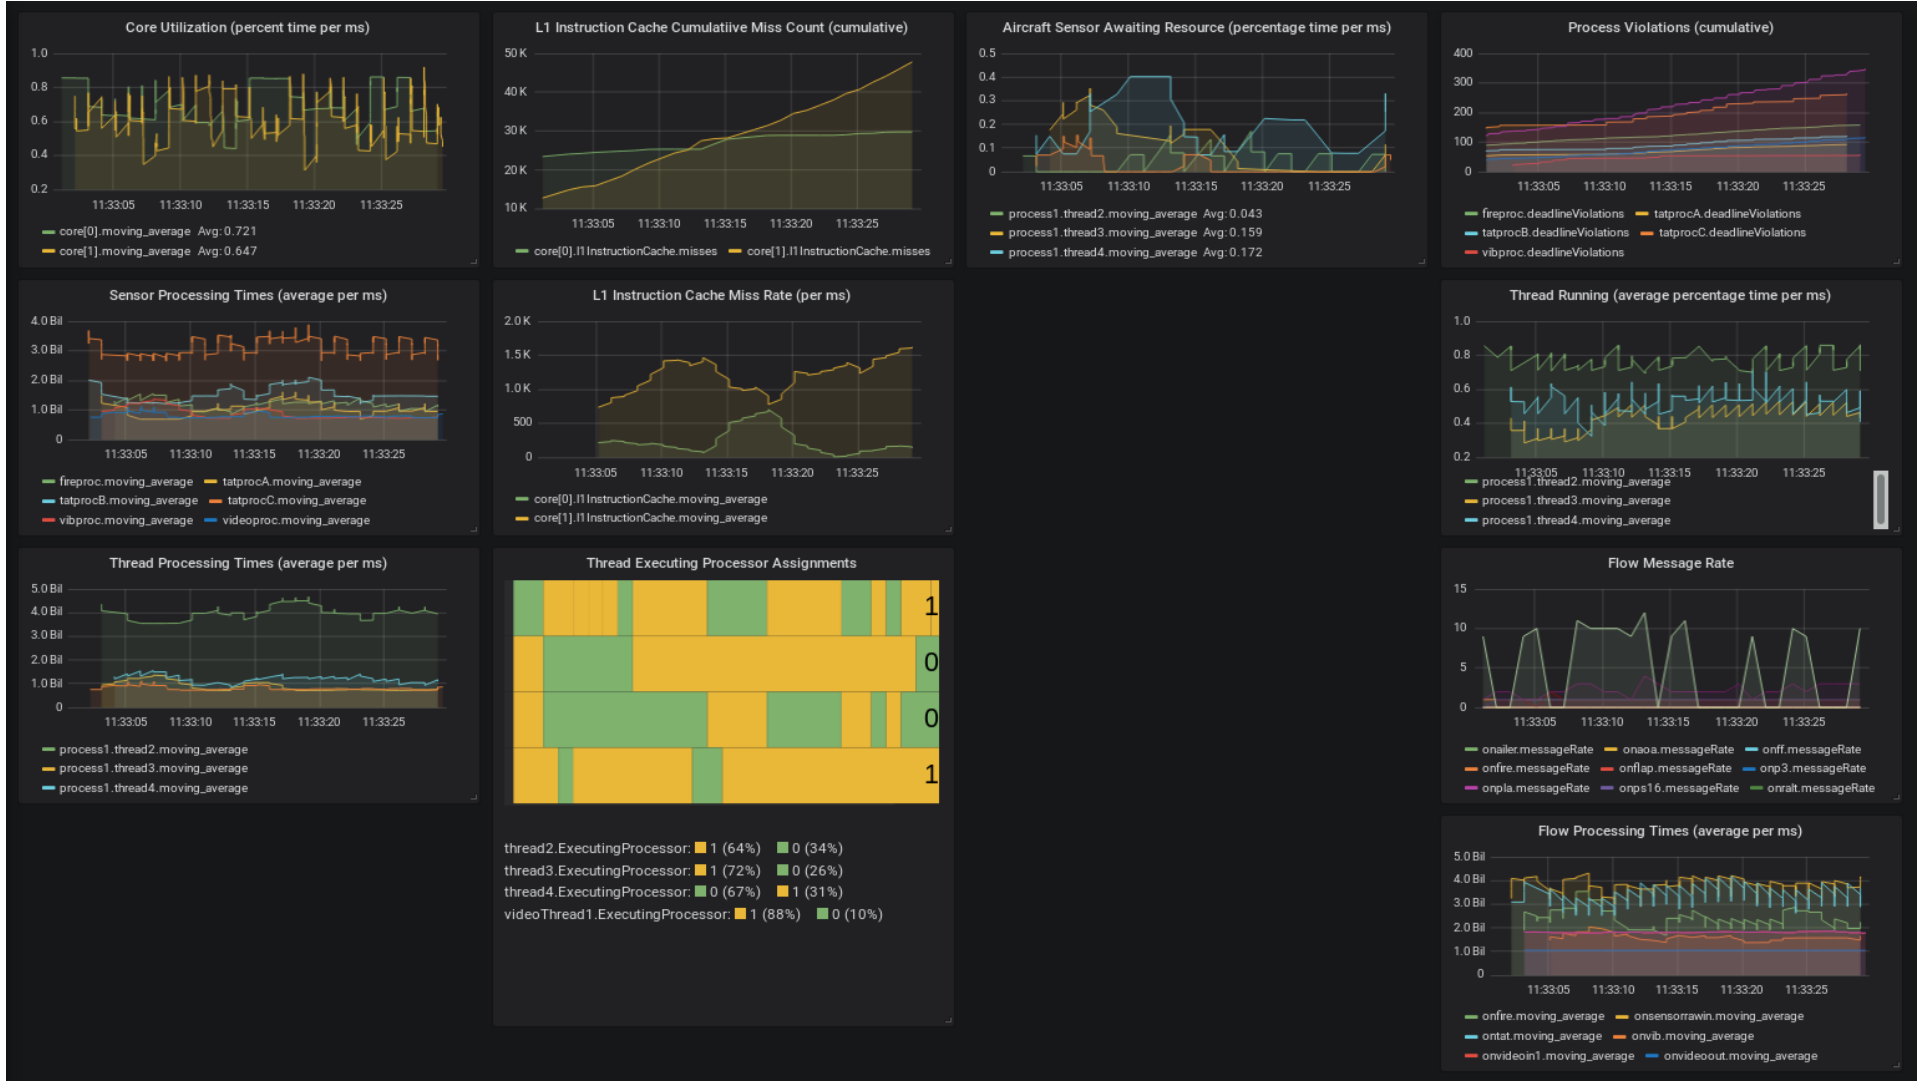 Core Utilization (percent time per ms)
1.0
0.8
0.6
0.4
0.2
11:33:05 11:33:10 11:33:15 11:33:20 11:33:25
core[0].moving_average Avg: 0.721
core[1].moving_average Avg: 0.647
L1 Instruction Cache Cumulatiive Miss Count (cumulative)
50 K
40 K
30 K
20 K
10 K
11:33:05 11:33:10 11:33:15 11:33:20 11:33:25
core[0].l1InstructionCache.misses core[1].l1InstructionCache.misses
Aircraft Sensor Awaiting Resource (percentage time per ms)
0.5
0.4
0.3
0.2
0.1
0
11:33:05 11:33:10 11:33:15 11:33:20 11:33:25
process1.thread2.moving_average Avg: 0.043
process1.thread3.moving_average Avg: 0.159
process1.thread4.moving_average Avg: 0.172
Process Violations (cumulative)
400
300
200
100
0
11:33:05 11:33:10 11:33:15 11:33:20 11:33:25
fireproc.deadlineViolations tatprocA.deadlineViolations
tatprocB.deadlineViolations tatprocC.deadlineViolations
vibproc.deadlineViolations
Sensor Processing Times (average per ms)
4.0 Bil
3.0 Bil
2.0 Bil
1.0 Bil
0
11:33:05 11:33:10 11:33:15 11:33:20 11:33:25
fireproc.moving_average tatprocA.moving_average
tatprocB.moving_average tatprocC.moving_average
vibproc.moving_average videoproc.moving_average
L1 Instruction Cache Miss Rate (per ms)
2.0 K
1.5 K
1.0 K
500
0
11:33:05 11:33:10 11:33:15 11:33:20 11:33:25
core[0].l1InstructionCache.moving_average
core[1].l1InstructionCache.moving_average
Thread Running (average percentage time per ms)
1.0
0.8
0.6
0.4
0.2
11:33:05 11:33:10 11:33:15 11:33:20 11:33:25
process1.thread2.moving_average
process1.thread3.moving_average
process1.thread4.moving_average
Thread Processing Times (average per ms)
5.0 Bil
4.0 Bil
3.0 Bil
2.0 Bil
1.0 Bil
0
11:33:05 11:33:10 11:33:15 11:33:20 11:33:25
process1.thread2.moving_average
process1.thread3.moving_average
process1.thread4.moving_average
Thread Executing Processor Assignments
1
0
0
1
thread2.ExecutingProcessor: 1 (64%) 0 (34%)
thread3.ExecutingProcessor: 1 (72%) 0 (26%)
thread4.ExecutingProcessor: 0 (67%) 1 (31%)
videoThread1.ExecutingProcessor: 1 (88%) 0 (10%)
Flow Message Rate
15
10
5
0
11:33:05 11:33:10 11:33:15 11:33:20 11:33:25
onailer.messageRate onaoa.messageRate onff.messageRate
onfire.messageRate onflap.messageRate onp3.messageRate
onpla.messageRate onps16.messageRate onralt.messageRate
Flow Processing Times (average per ms)
5.0 Bil
4.0 Bil
3.0 Bil
2.0 Bil
1.0 Bil
0
11:33:05 11:33:10 11:33:15 11:33:20 11:33:25
onfire.moving_average onsensorrawin.moving_average
ontat.moving_average onvib.moving_average
onvideoin1.moving_average onvideoout.moving_average